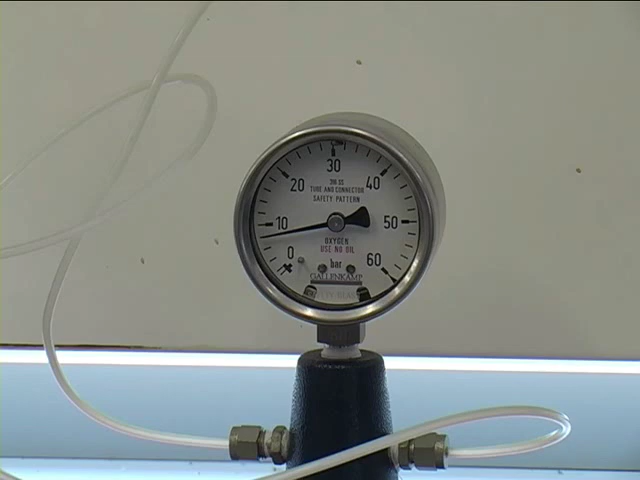 30
20 40
316 SS
TUBE AND CONNECTOR
SAFETY PATTERN
10 50
OXYGEN
USE NO OIL
0 60
bar
GALLENKAMP